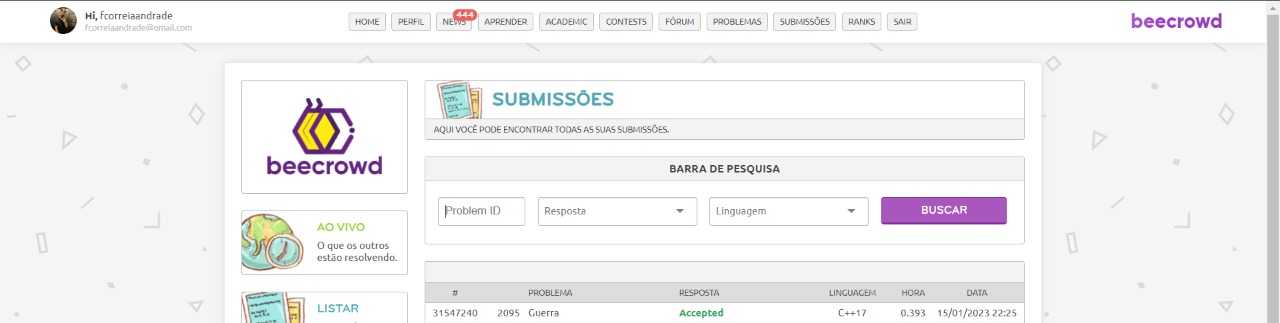 Hi, fcorreiaandrade
fcorreiaandrade@gmail.com
HOME PERFIL NEWS 444 APRENDER ACADEMIC CONTESTS FÓRUM PROBLEMAS SUBMISSÕES RANKS SAIR
beecrowd
beecrowd
SUBMISSÕES
AQUI VOCÊ PODE ENCONTRAR TODAS AS SUAS SUBMISSÕES.
BARRA DE PESQUISA
Problem ID Resposta Linguagem BUSCAR
AO VIVO
O que os outros
estão resolvendo.
LISTAR
# PROBLEMA RESPOSTA LINGUAGEM HORA DATA
31547240 2095 Guerra Accepted C++17 0.393 15/01/2023 22:25